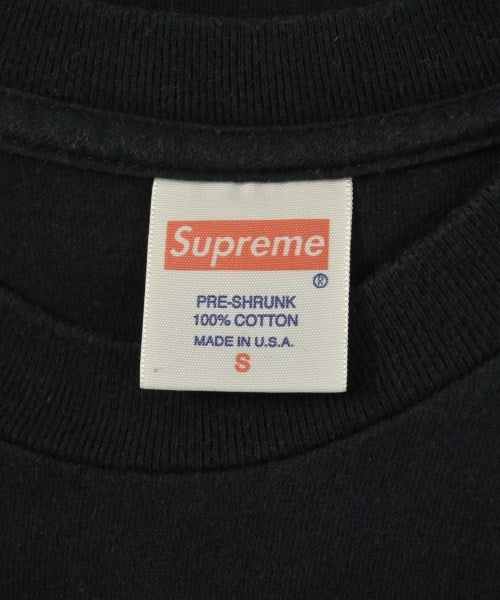 Supreme
®
PRE-SHRUNK
100% COTTON
MADE IN U.S.A.
S